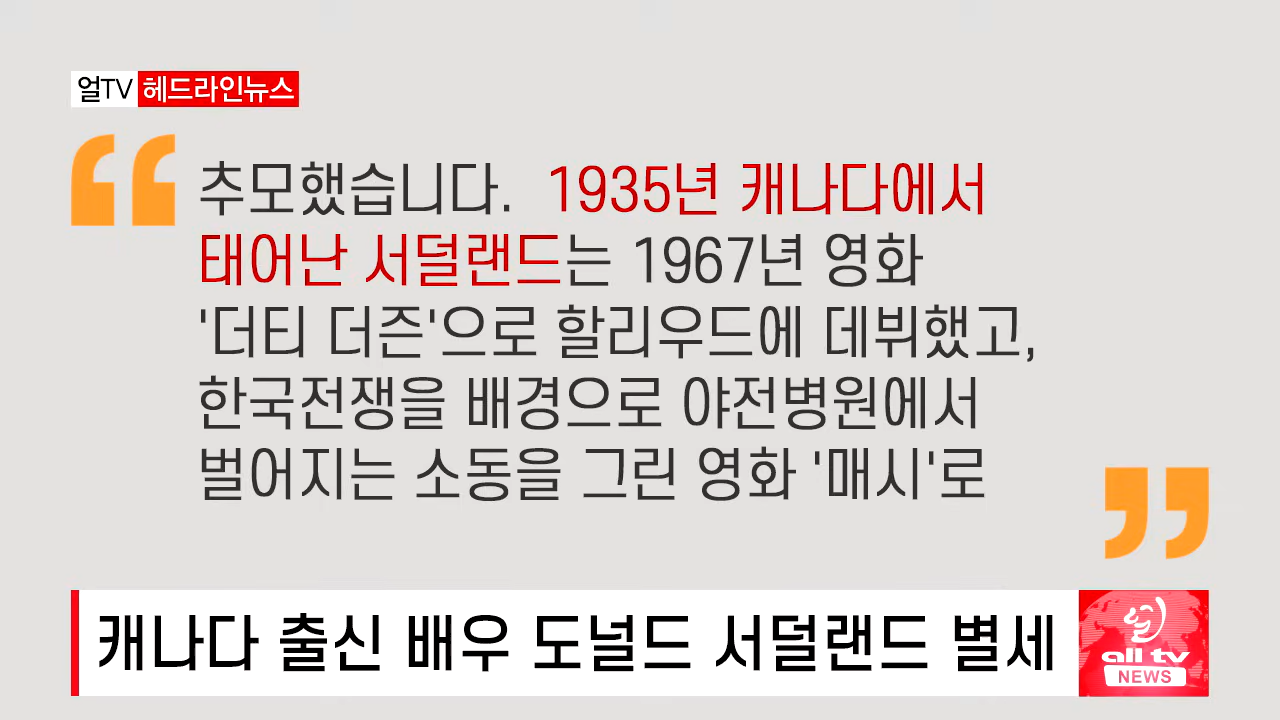 얼TV 헤드라인뉴스
추모했습니다. 1935년 캐나다에서
태어난 서덜랜드는 1967년 영화
'더티 더즌'으로 할리우드에 데뷔했고,
한국전쟁을 배경으로 야전병원에서
벌어지는 소동을 그린 영화 '매시'로
캐나다 출신 배우 도널드 서덜랜드 별세
얼
all tv
NEWS